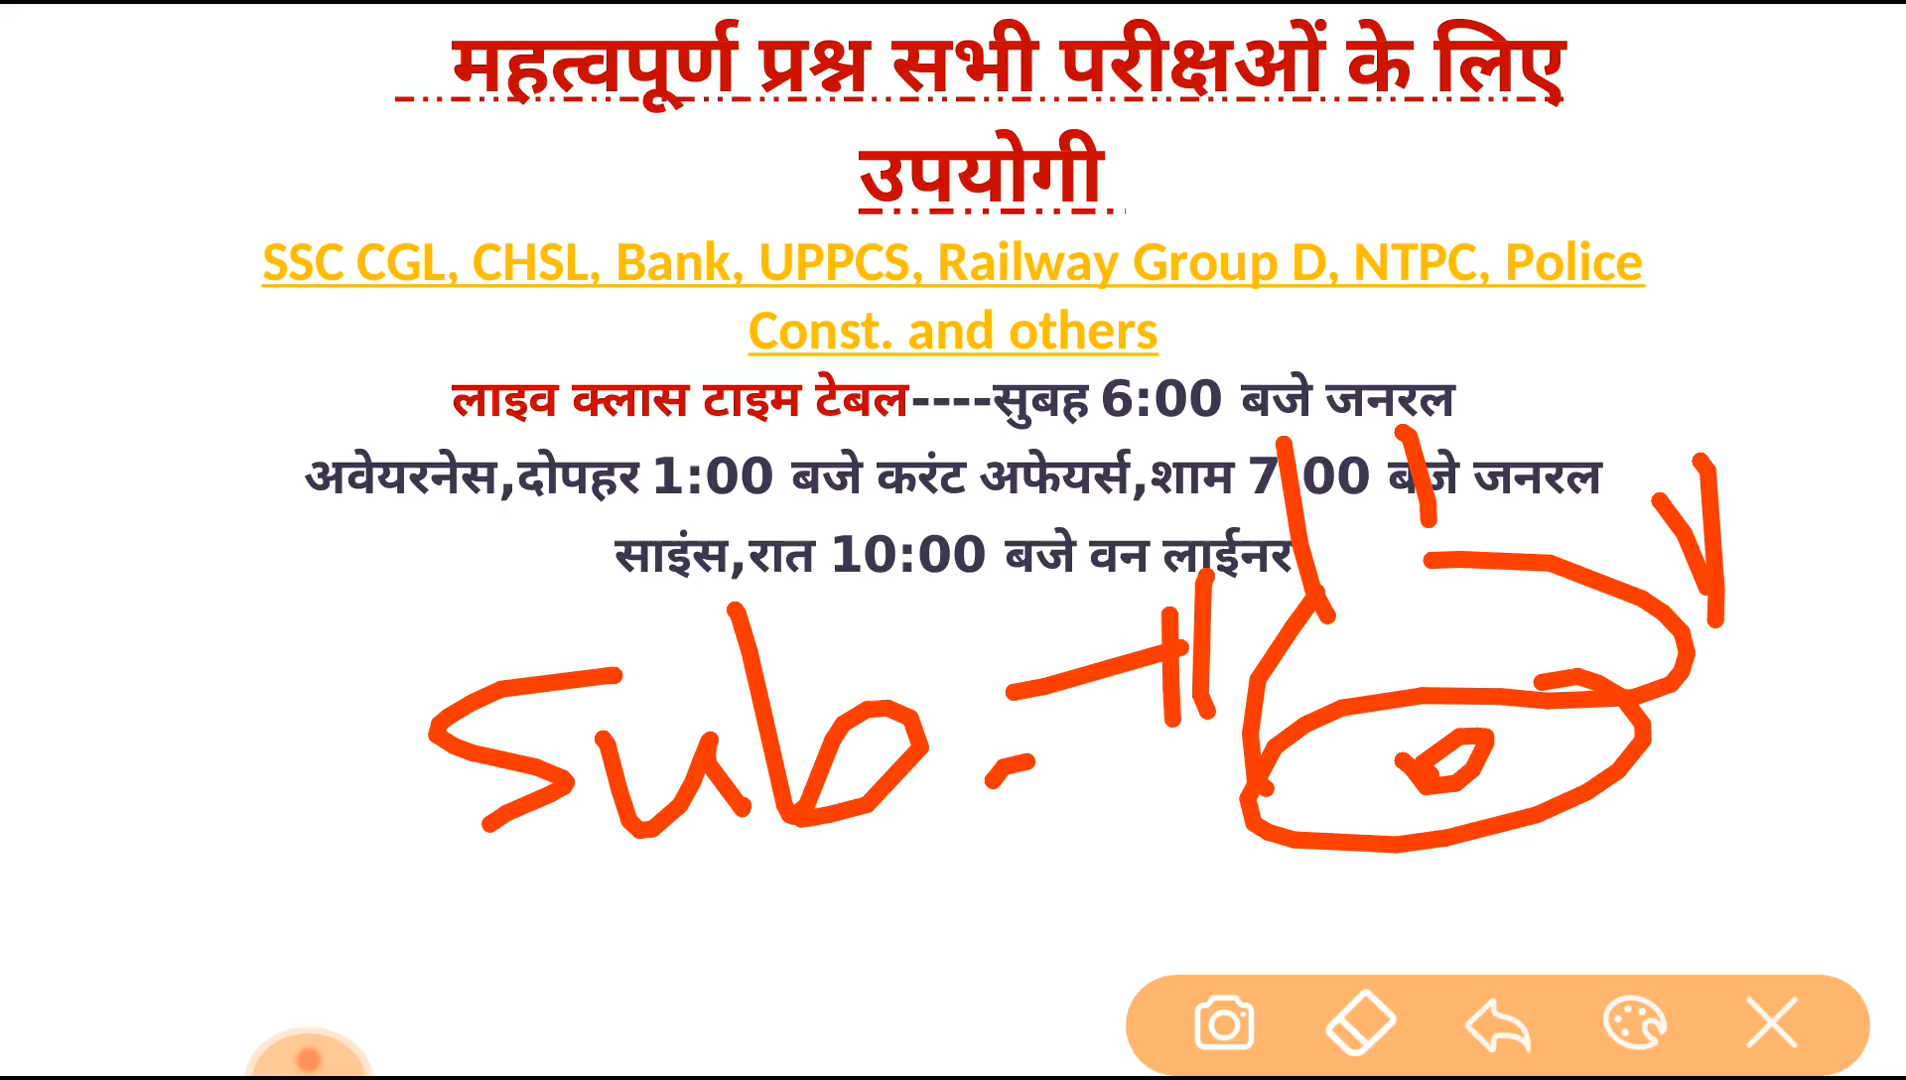 महत्वपूर्ण प्रश्न सभी परीक्षओं के लिए
उपयोगी
SSC CGL, CHSL, Bank, UPPCS, Railway Group D, NTPC, Police
Const. and others
लाइव क्लास टाइम टेबल----सुबह 6:00 बजे जनरल
अवेयरनेस,दोपहर 1:00 बजे करंट अफेयर्स,शाम 7:00 बजे जनरल
साइंस,रात 10:00 बजे वन लाईनर
Sub